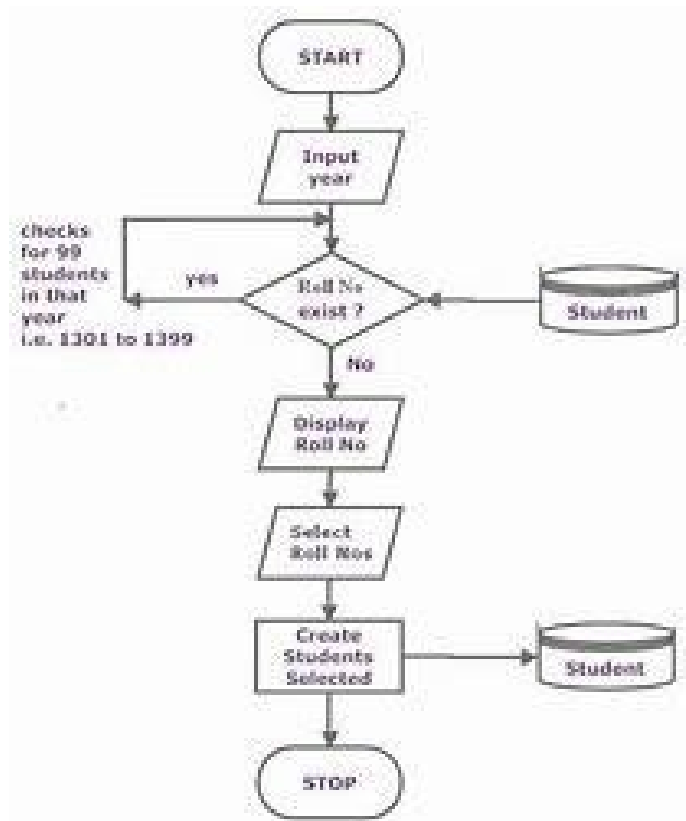 START
Input
year
checks
for 99
students
in that
year
i.e. 1301 to 1399
yes
Roll No
exist ?
Student
No
Display
Roll No
Select
Roll Nos
Create
Students
Selected
Student
STOP